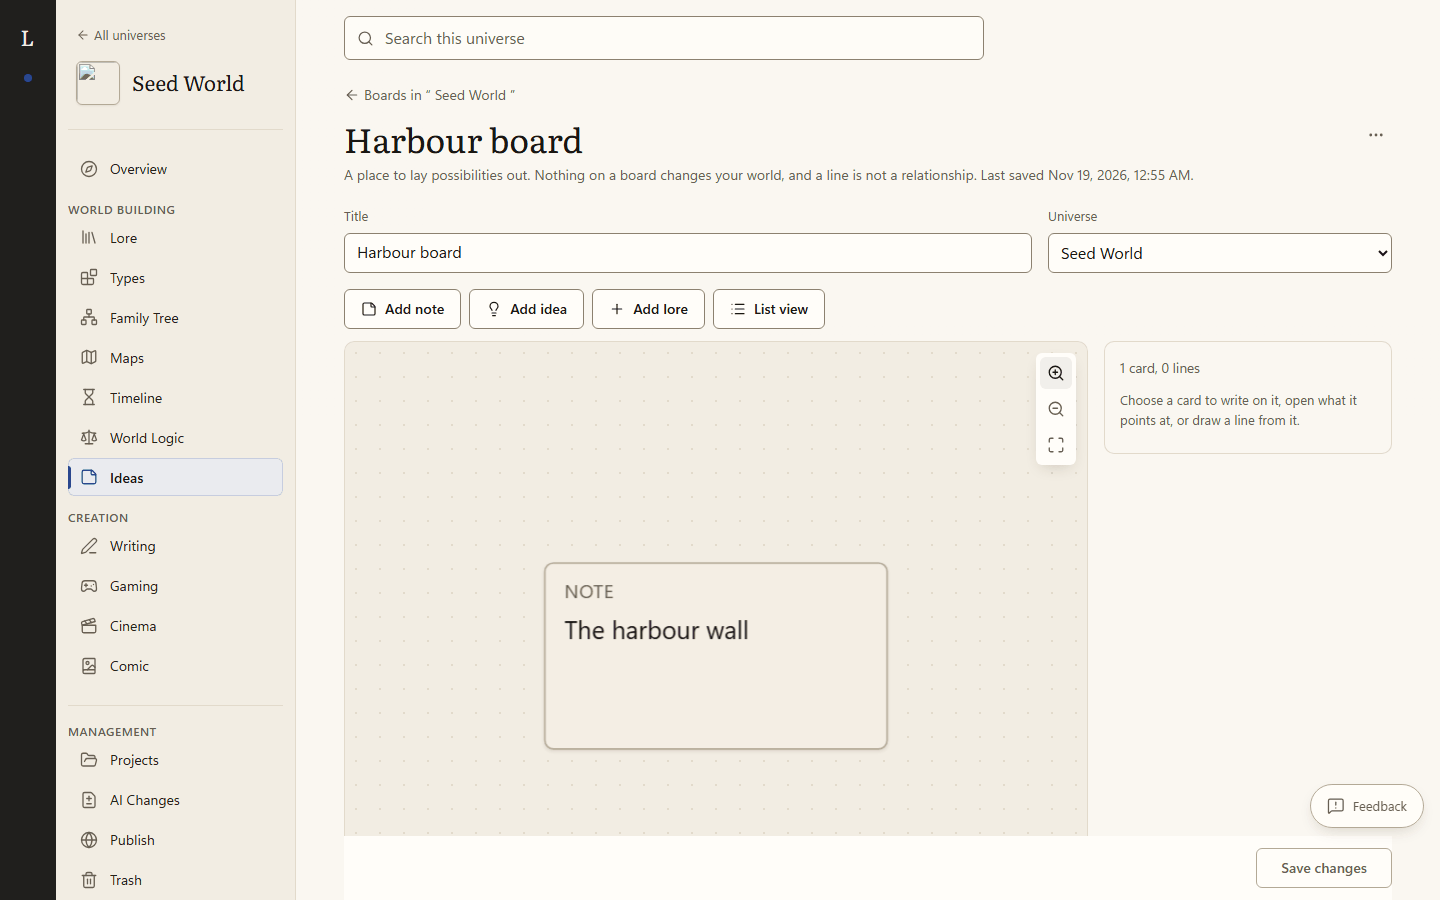 L
All universes
Seed World
Overview
WORLD BUILDING
Lore
Types
Family Tree
Maps
Timeline
World Logic
Ideas
CREATION
Writing
Gaming
Cinema
Comic
MANAGEMENT
Projects
AI Changes
Publish
Trash
Search this universe
Boards in “ Seed World ”
Harbour board
A place to lay possibilities out. Nothing on a board changes your world, and a line is not a relationship. Last saved Nov 19, 2026, 12:55 AM.
Title
Universe
Harbour board
Seed World
Add note
Add idea
Add lore
List view
1 card, 0 lines
Choose a card to write on it, open what it
points at, or draw a line from it.
NOTE
The harbour wall
Feedback
Save changes